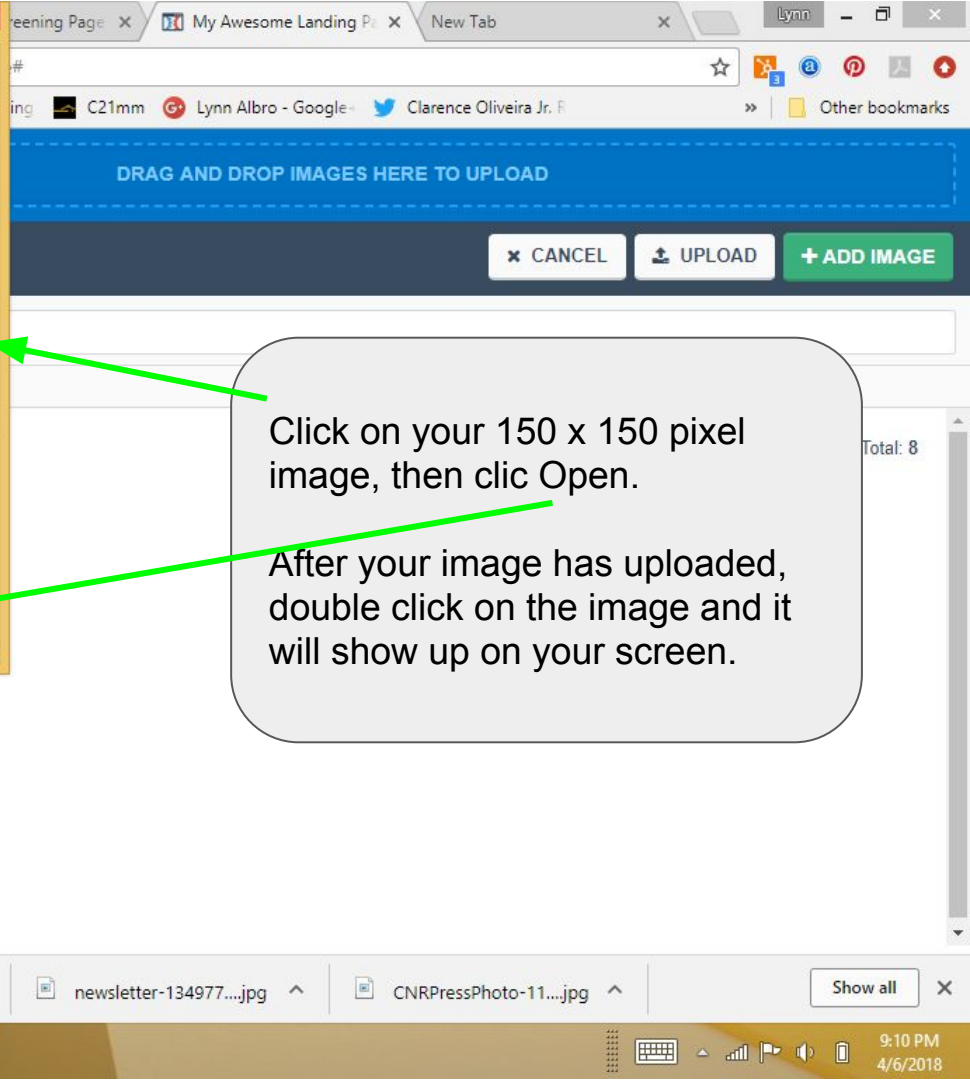 reening Page
My Awesome Landing Pa
New Tab
Lynn
#
3
a
ing C21mm Lynn Albro - Google+ Clarence Oliveira Jr. R » Other bookmarks
DRAG AND DROP IMAGES HERE TO UPLOAD
CANCEL UPLOAD + ADD IMAGE
Click on your 150 x 150 pixel
image, then clic Open.
Total: 8
After your image has uploaded,
double click on the image and it
will show up on your screen.
newsletter-134977....jpg CNRPressPhoto-11....jpg Show all
9:10 PM
4/6/2018